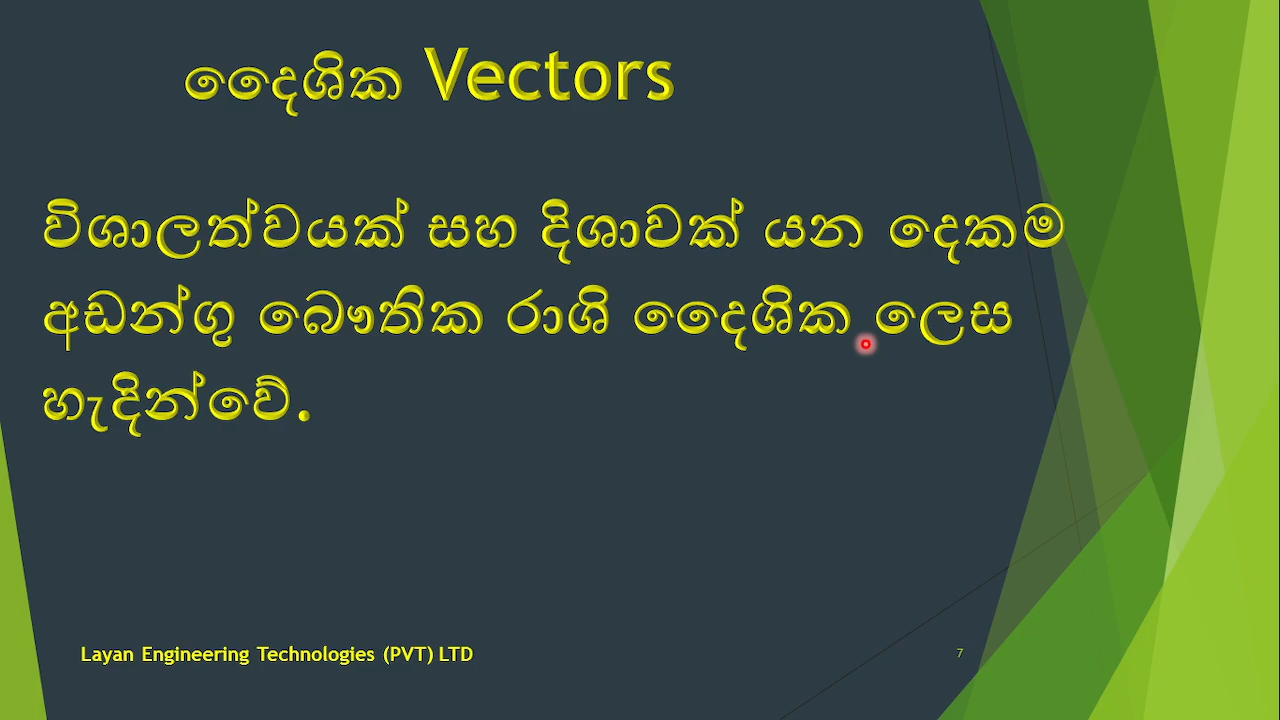 දෛශික Vectors
විශාලත්වයක් සහ දිශාවක් යන දෙකම
අඩන්ගු බෞතික රාශි දෛශික ලෙස
හැදින්වේ.
Layan Engineering Technologies (PVT) LTD
7